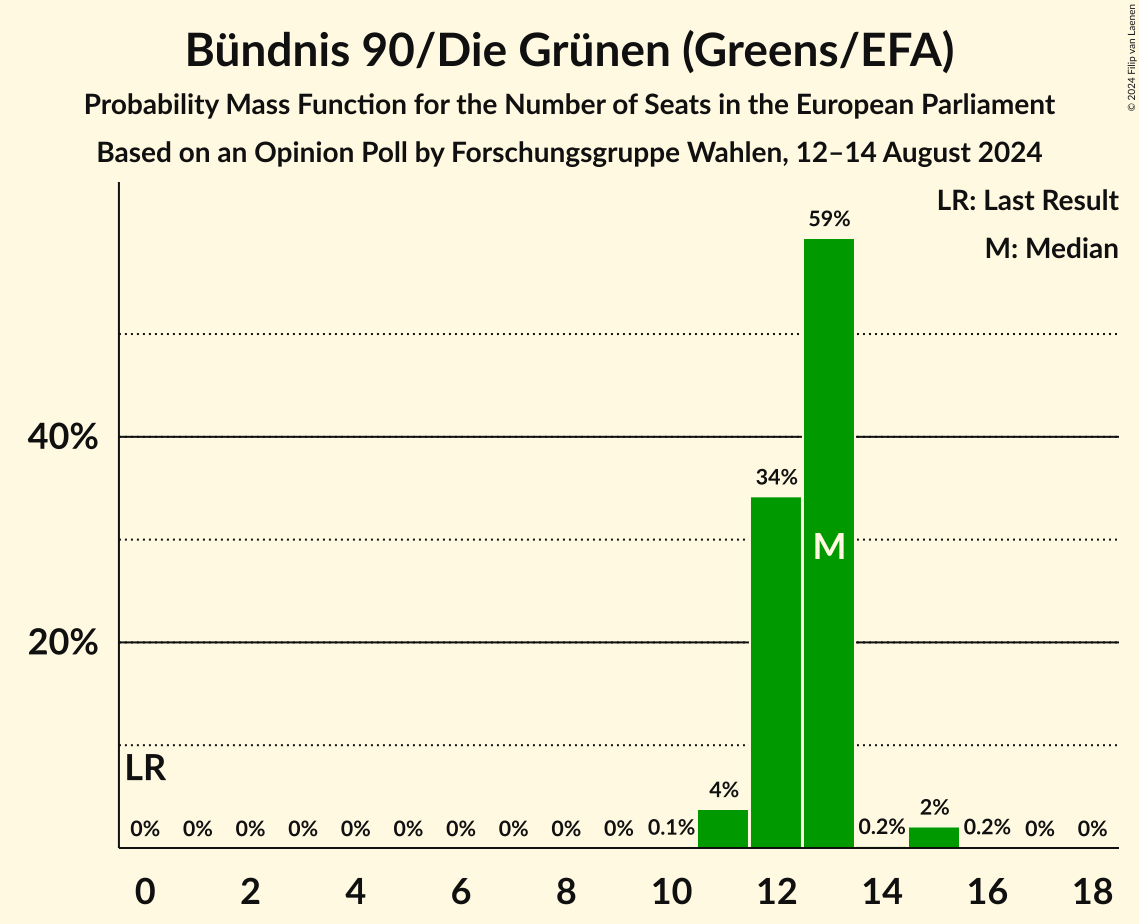 Bündnis 90/Die Grünen (Greens/EFA)
Probability Mass Function for the Number of Seats in the European Parliament
Based on an Opinion Poll by Forschungsgruppe Wahlen, 12–14 August 2024
© 2024 Filip van Laenen
LR: Last Result
M: Median
59%
40%
34%
M
20%
LR
4%
2%
0% 0% 0% 0% 0% 0% 0% 0% 0% 0% 0.1% 0.2% 0.2% 0% 0%
0 2 4 6 8 10 12 14 16 18